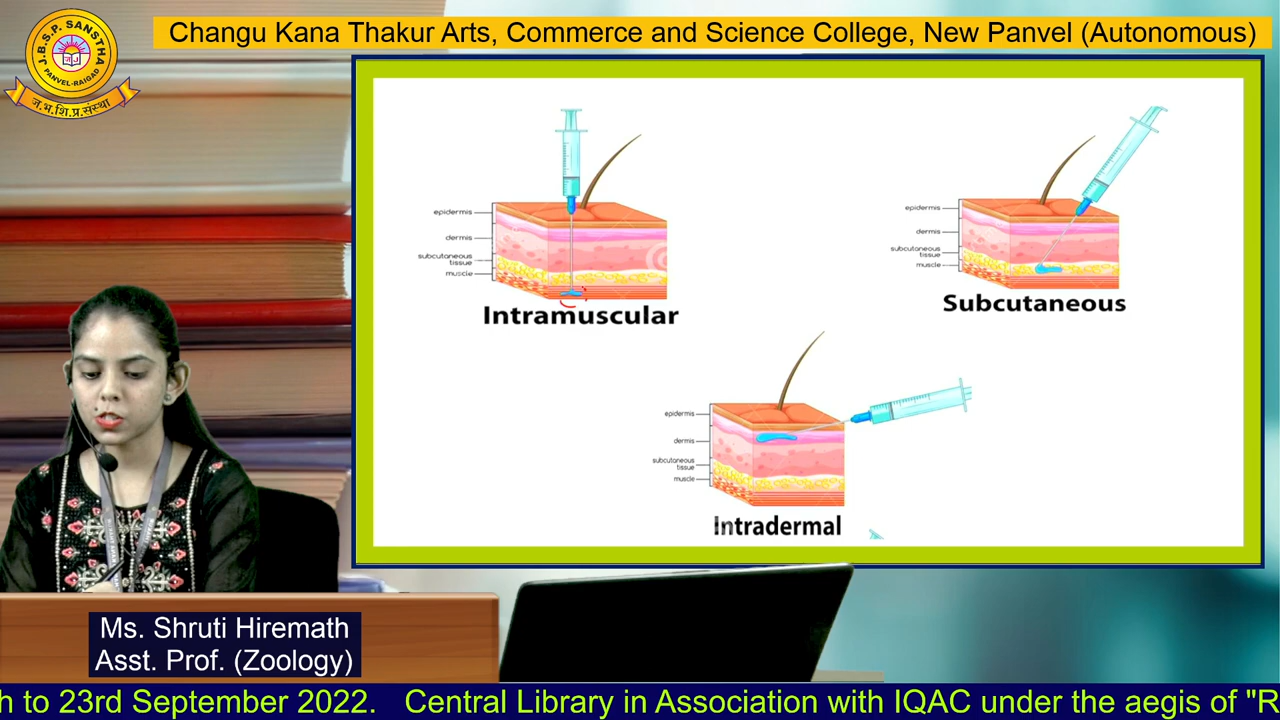 J.B.S.P. SANSTHA
PANVEL-RAIGAD
ज.भ.शि.प्र.संस्था
Changu Kana Thakur Arts, Commerce and Science College, New Panvel (Autonomous)
epidermis
dermis
subcutaneous
tissue
muscle
Intramuscular
epidermis
dermis
subcutaneous
tissue
muscle
Subcutaneous
epidermis
dermis
subcutaneous
tissue
muscle
Intradermal
Ms. Shruti Hiremath
Asst. Prof. (Zoology)
h to 23rd September 2022. Central Library in Association with IQAC under the aegis of "R